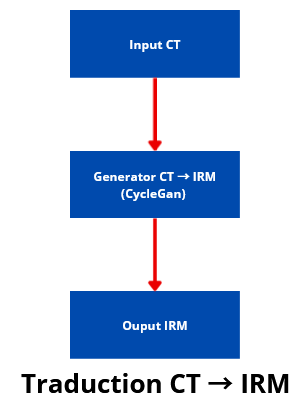 Input CT
Generator CT → IRM
(CycleGan)
Ouput IRM
Traduction CT → IRM